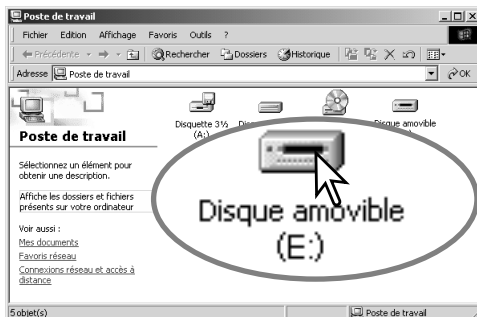 Poste de travail
Fichier Edition Affichage Favoris Outils ?
Précédente Rechercher Dossiers Historique
Adresse Poste de travail OK
Disquette 3½
(A:)
Disque amovible
Poste de travail
Sélectionnez un élément pour
obtenir une description.
Affiche les dossiers et fichiers
présents sur votre ordinateur
Voir aussi :
Mes documents
Favoris réseau
Connexions réseau et accès à
distance
Disque amovible
(E:)
5 objet(s) Poste de travail